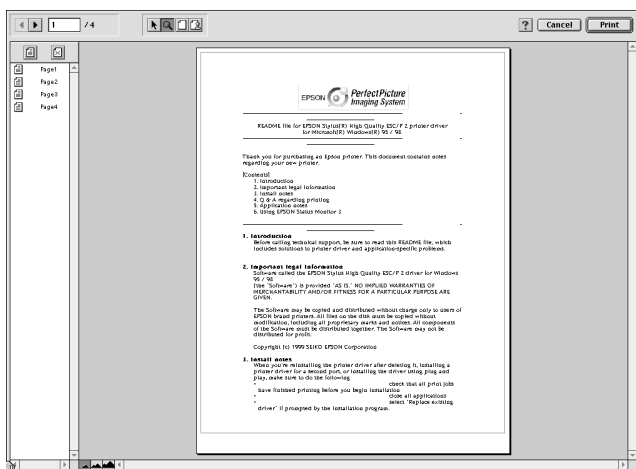 1 / 4
? Cancel Print
Page1
Page2
Page3
Page4
EPSON PerfectPicture
Imaging System
README file for EPSON Stylus(R) High Quality ESC/P 2 printer driver
for Microsoft(R) Windows(R) 95 / 98
Thank you for purchasing an Epson printer. This document contains notes
regarding your new printer.
[Contents]
1. Introduction
2. Important legal information
3. Install notes
4. Q & A regarding printing
5. Application notes
6. Using EPSON Status Monitor 3
1. Introduction
Before calling technical support, be sure to read this README file, which
includes solutions to printer driver and application-specific problems.
2. Important legal information
Software called the EPSON Stylus High Quality ESC/P 2 driver for Windows
95 / 98
(the "Software") is provided "AS IS." NO IMPLIED WARRANTIES OF
MERCHANTABILITY AND/OR FITNESS FOR A PARTICULAR PURPOSE ARE
GIVEN.
The Software may be copied and distributed without charge only to users of
EPSON brand printers. All files on the disk must be copied without
modification, including all proprietary marks and notices. All components
of the Software must be distributed together. The Software may not be
distributed for profit.
Copyright (c) 1999 SEIKO EPSON Corporation
3. Install notes
When you're reinstalling the printer driver after deleting it, installing a
printer driver for a second port, or installing the driver using plug and
play, make sure to do the following
* check that all print jobs
have finished printing before you begin installation
* close all applications
* select "Replace existing
driver" if prompted by the installation program.